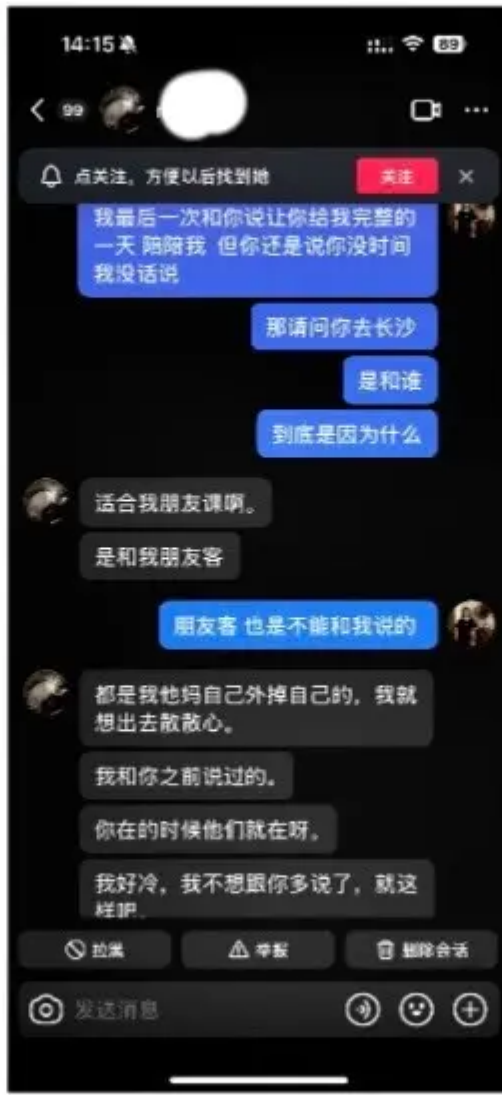 14:15
89
99
点关注，方便以后找到她
关注
我最后一次和你说让你给我完整的
一天 陪陪我 但你还是说你没时间
我没话说
那请问你去长沙
是和谁
到底是因为什么
适合我朋友课啊。
是和我朋友客
朋友客 也是不能和我说的
都是我他妈自己外掉自己的，我就
想出去散散心。
我和你之前说过的。
你在的时候他们就在呀。
我好冷，我不想跟你多说了，就这
样吧
拉黑
举报
删除会话
发送消息